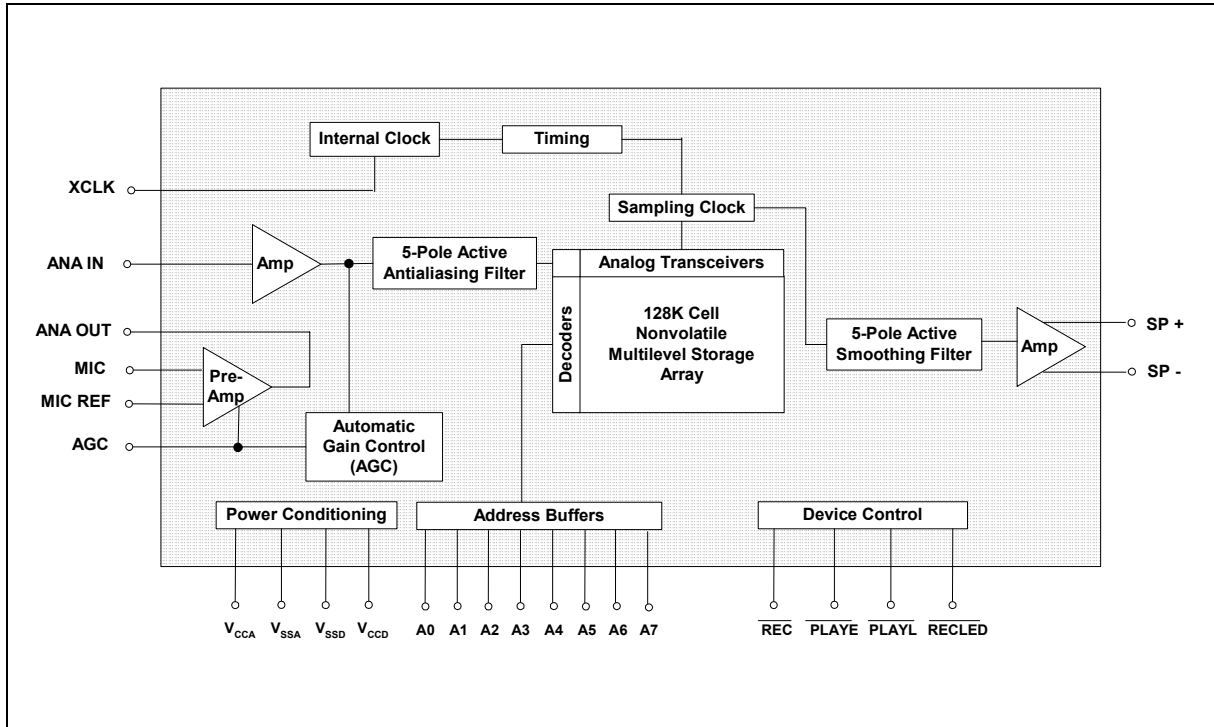 Internal Clock
Timing
XCLK
Sampling Clock
ANA IN
Amp
5-Pole Active
Antialiasing Filter
Analog Transceivers
Decoders
128K Cell
Nonvolatile
Multilevel Storage
Array
5-Pole Active
Smoothing Filter
Amp
SP +
SP -
ANA OUT
MIC
MIC REF
Pre-
Amp
AGC
Automatic
Gain Control
(AGC)
Power Conditioning
Address Buffers
Device Control
VCCA VSSA VSSD VCCD A0 A1 A2 A3 A4 A5 A6 A7 REC PLAYE PLAYL RECLED